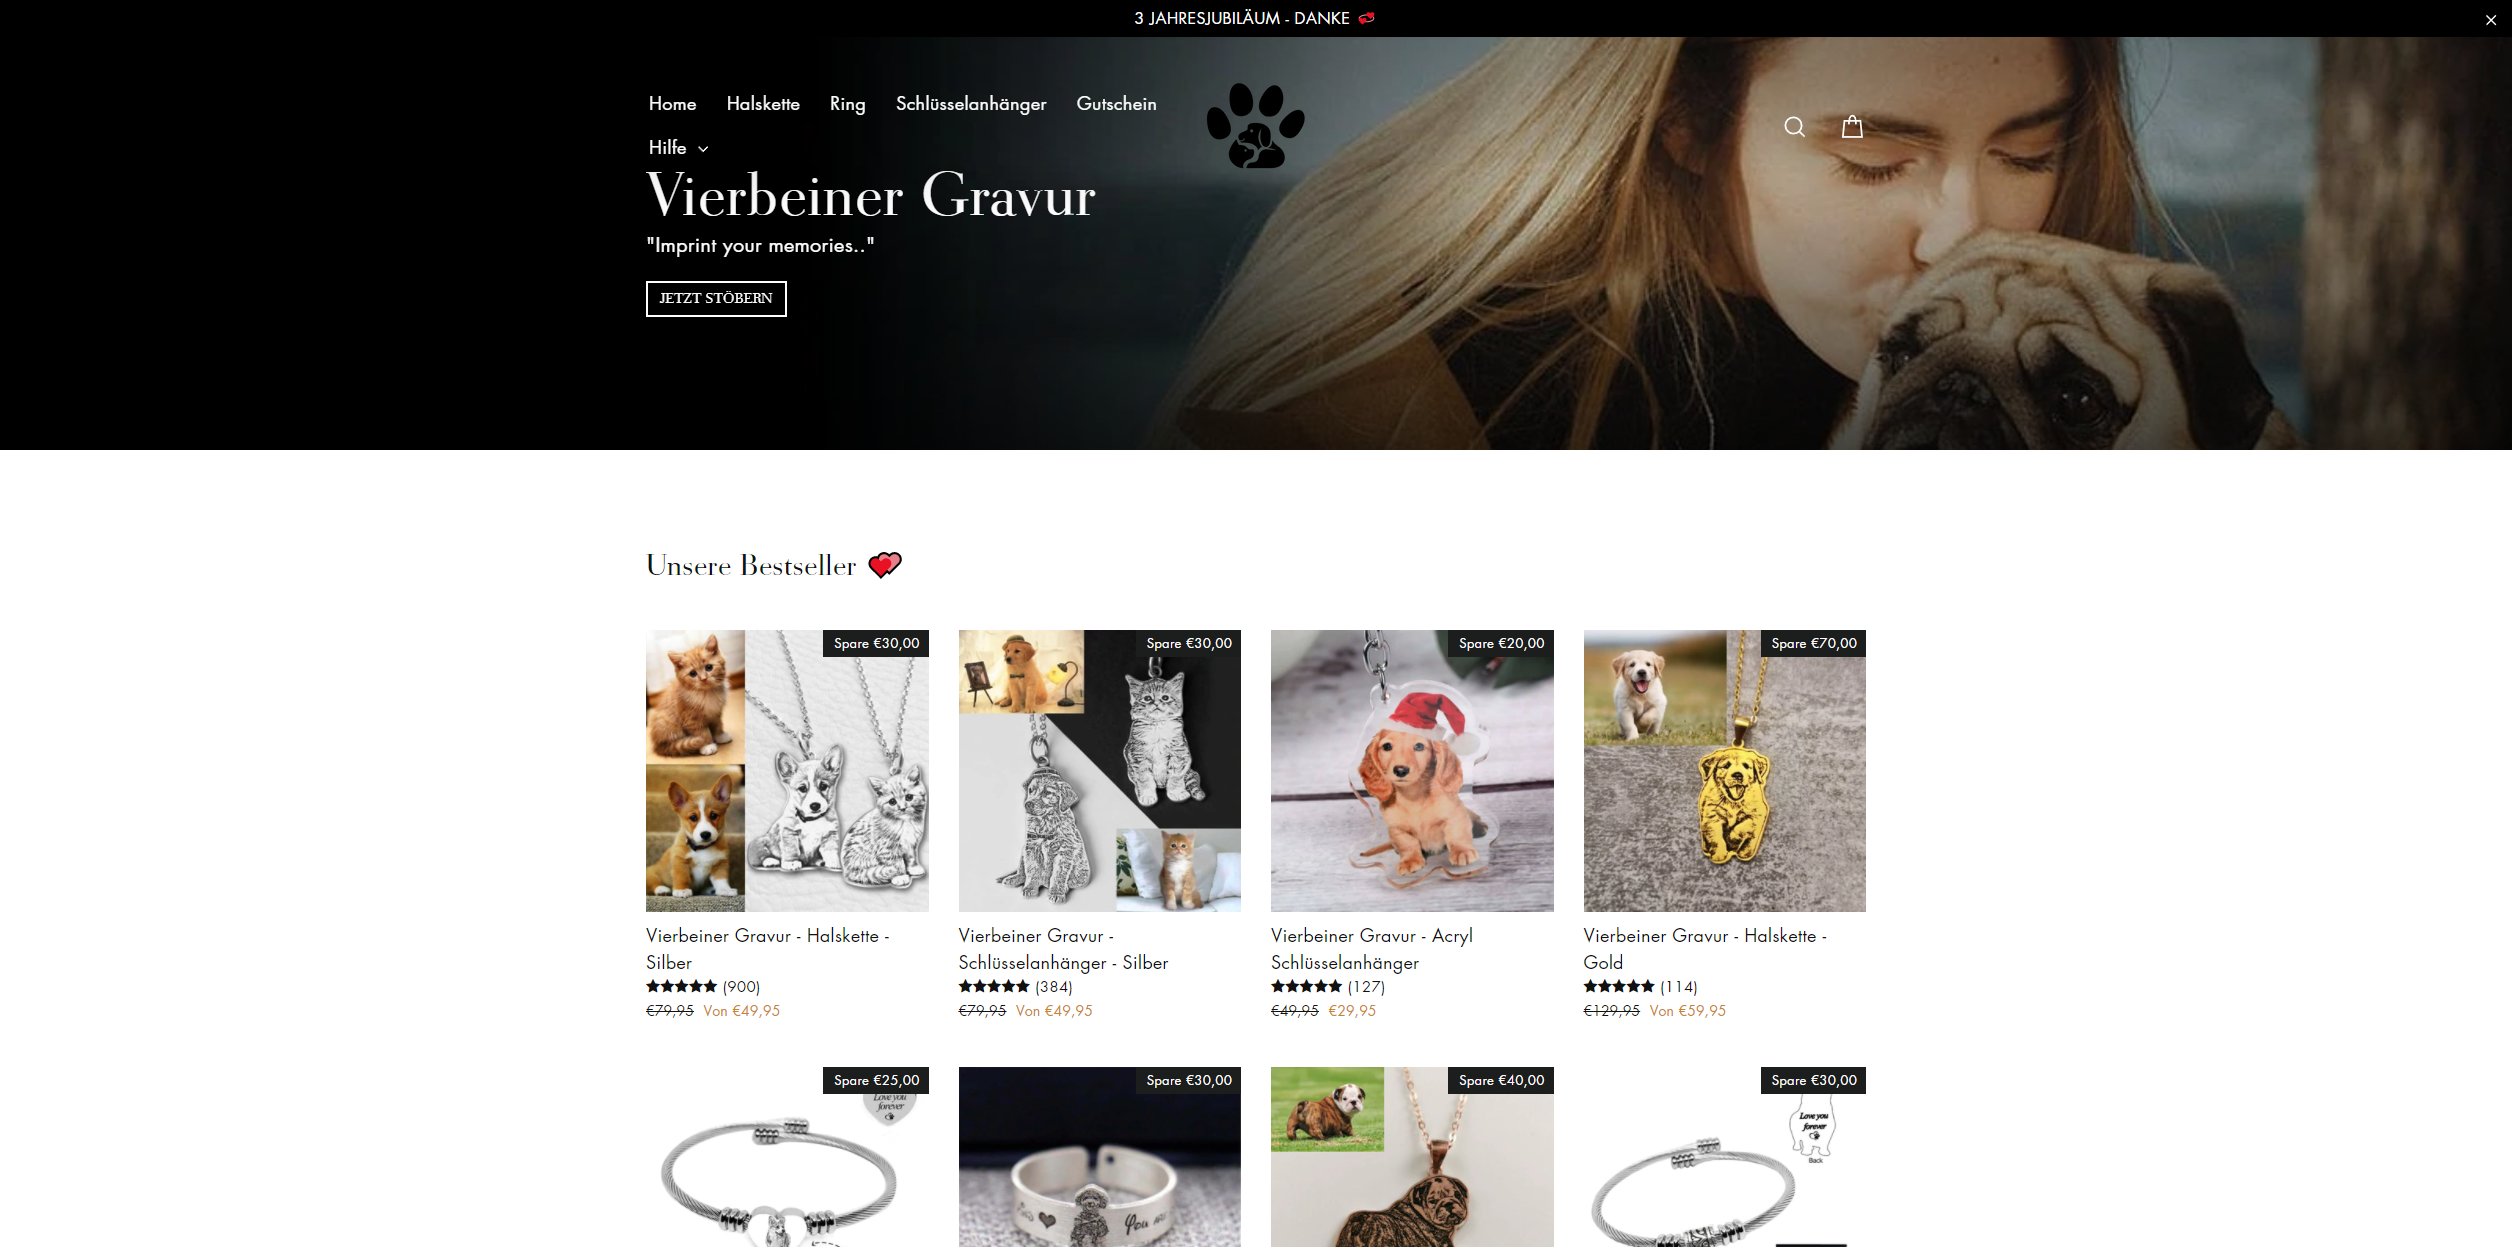 3 JAHRESJUBILÄUM - DANKE
Home Halskette Ring Schlüsselanhänger Gutschein
Hilfe
Vierbeiner Gravur
"Imprint your memories.."
JETZT STÖBERN
Unsere Bestseller
Spare €30,00
Vierbeiner Gravur - Halskette -
Silber
(900)
€79,95 Von €49,95
Spare €30,00
Vierbeiner Gravur -
Schlüsselanhänger - Silber
(384)
€79,95 Von €49,95
Spare €20,00
Vierbeiner Gravur - Acryl
Schlüsselanhänger
(127)
€49,95 €29,95
Spare €70,00
Vierbeiner Gravur - Halskette -
Gold
(114)
€129,95 Von €59,95
Spare €25,00
Love you
forever
Spare €30,00
You
Spare €40,00
Spare €30,00
Love you
forever
Back